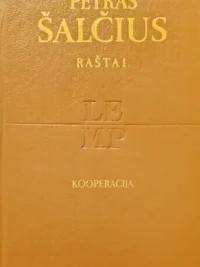 PETRAS
ŠALČIUS
RAŠTAI
LE
MP
KOOPERACIJA